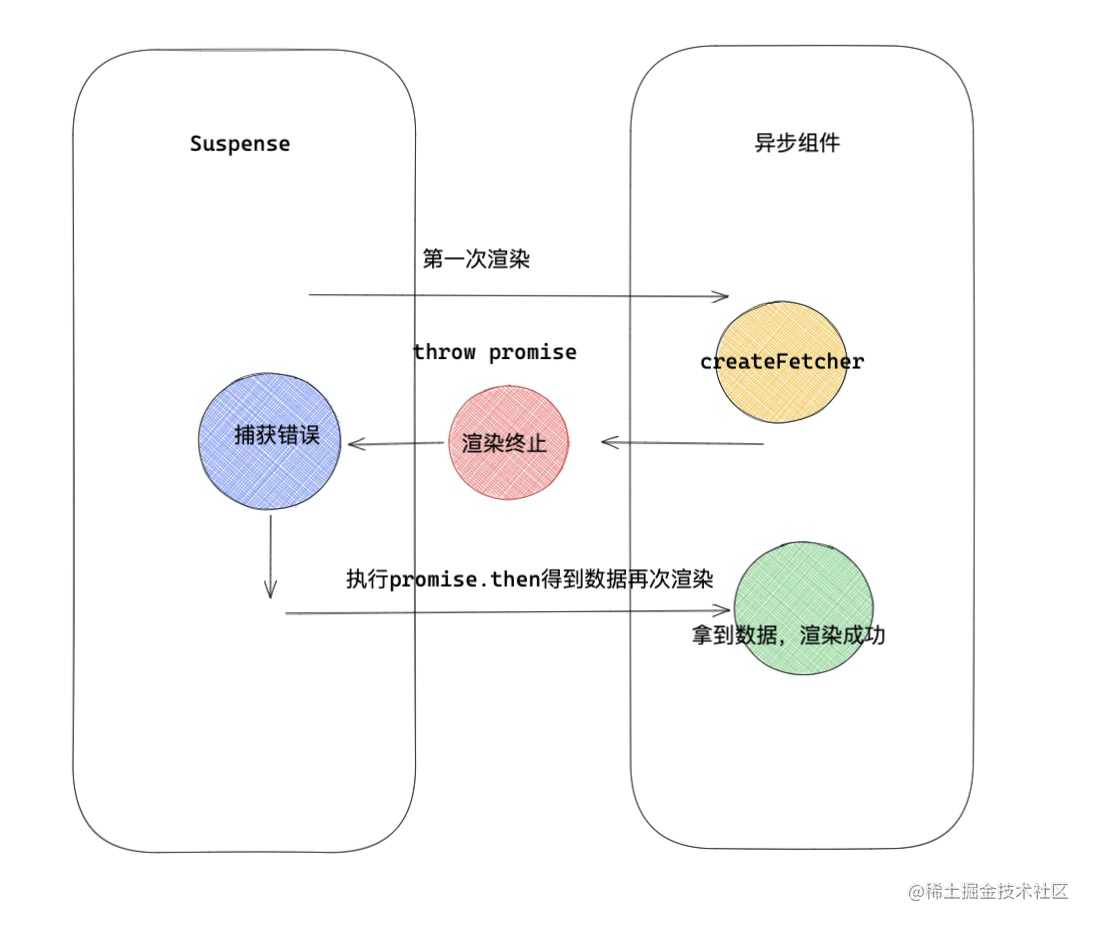 Suspense
异步组件
第一次渲染
throw promise
createFetcher
捕获错误
渲染终止
执行promise.then得到数据再次渲染
拿到数据，渲染成功
@稀土掘金技术社区